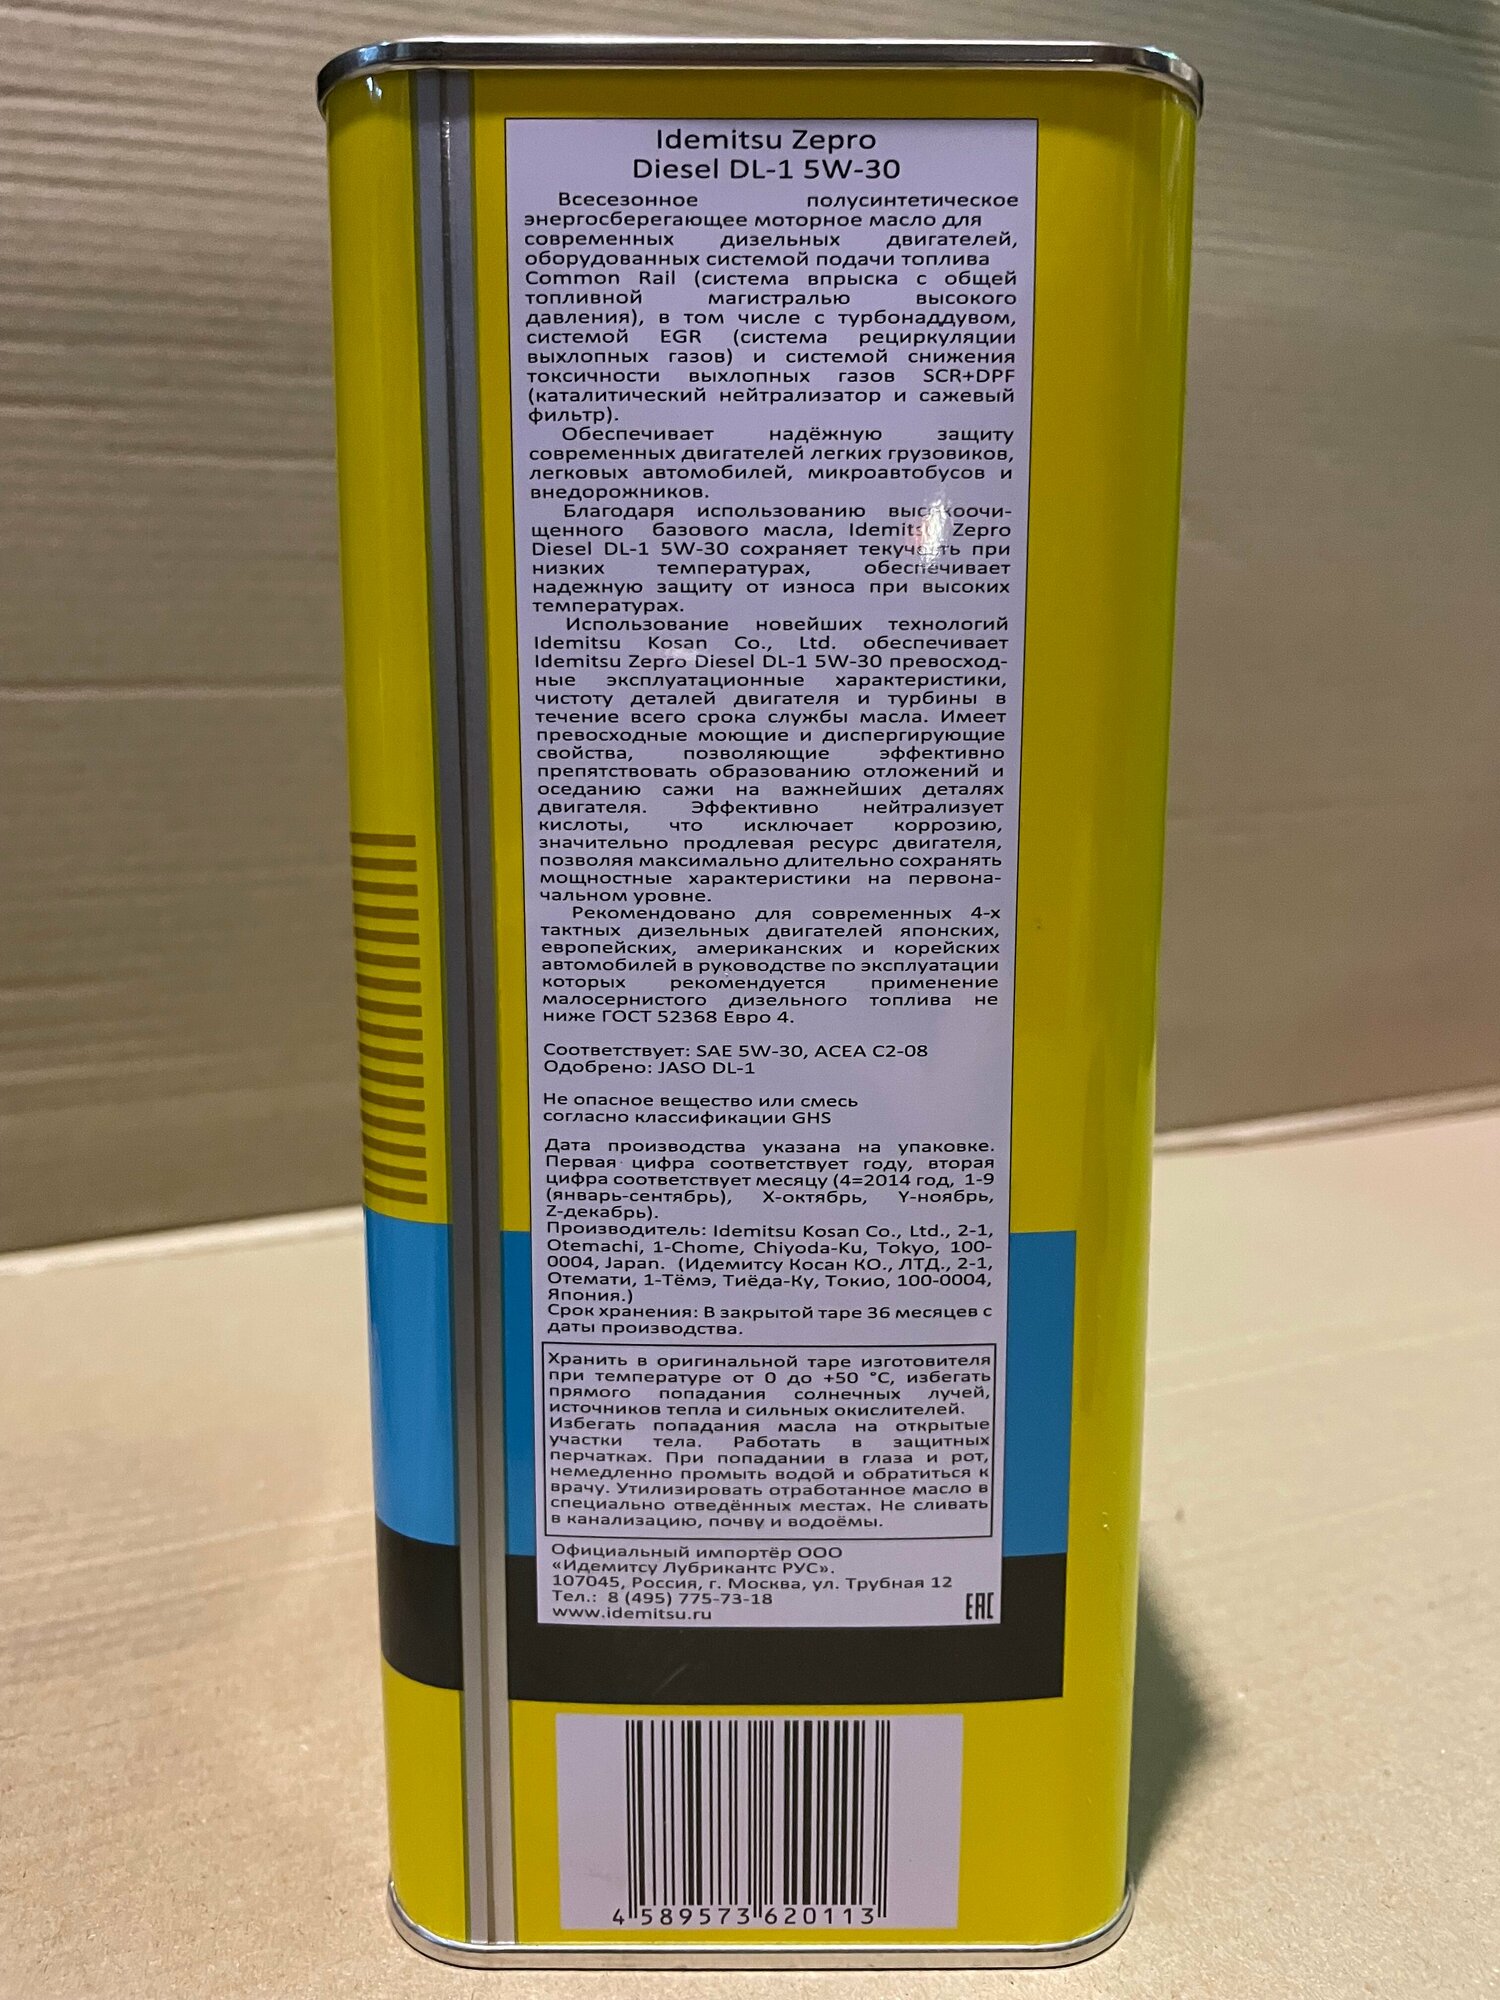 Idemitsu Zepro
Diesel DL-1 5W-30
Всесезонное полусинтетическое
энергосберегающее моторное масло для
современных дизельных двигателей,
оборудованных системой подачи топлива
Common Rail (система впрыска с общей
топливной магистралью высокого
давления), в том числе с турбонаддувом,
системой EGR (система рециркуляции
выхлопных газов) и системой снижения
токсичности выхлопных газов SCR+DPF
(каталитический нейтрализатор и сажевый
фильтр).
Обеспечивает надёжную защиту
современных двигателей легких грузовиков,
легковых автомобилей, микроавтобусов и
внедорожников.
Благодаря использованию высокоочи-
щенного базового масла, Idemitsu Zepro
Diesel DL-1 5W-30 сохраняет текучесть при
низких температурах, обеспечивает
надежную защиту от износа при высоких
температурах.
Использование новейших технологий
Idemitsu Kosan Co., Ltd. обеспечивает
Idemitsu Zepro Diesel DL-1 5W-30 превосход-
ные эксплуатационные характеристики,
чистоту деталей двигателя и турбины в
течение всего срока службы масла. Имеет
превосходные моющие и диспергирующие
свойства, позволяющие эффективно
препятствовать образованию отложений и
оседанию сажи на важнейших деталях
двигателя. Эффективно нейтрализует
кислоты, что исключает коррозию,
значительно продлевая ресурс двигателя,
позволяя максимально длительно сохранять
мощностные характеристики на первона-
чальном уровне.
Рекомендовано для современных 4-х
тактных дизельных двигателей японских,
европейских, американских и корейских
автомобилей в руководстве по эксплуатации
которых рекомендуется применение
малосернистого дизельного топлива не
ниже ГОСТ 52368 Евро 4.
Соответствует: SAE 5W-30, ACEA C2-08
Одобрено: JASO DL-1
Не опасное вещество или смесь
согласно классификации GHS
Дата производства указана на упаковке.
Первая цифра соответствует году, вторая
цифра соответствует месяцу (4=2014 год, 1-9
(январь-сентябрь), X-октябрь, Y-ноябрь,
Z-декабрь).
Производитель: Idemitsu Kosan Co., Ltd., 2-1,
Otemachi, 1-Chome, Chiyoda-Ku, Tokyo, 100-
0004, Japan. (Идемитсу Косан КО., ЛТД., 2-1,
Отемати, 1-Тёмэ, Тиёда-Ку, Токио, 100-0004,
Япония.)
Срок хранения: В закрытой таре 36 месяцев с
даты производства.
Хранить в оригинальной таре изготовителя
при температуре от 0 до +50 °C, избегать
прямого попадания солнечных лучей,
источников тепла и сильных окислителей.
Избегать попадания масла на открытые
участки тела. Работать в защитных
перчатках. При попадании в глаза и рот,
немедленно промыть водой и обратиться к
врачу. Утилизировать отработанное масло в
специально отведённых местах. Не сливать
в канализацию, почву и водоёмы.
Официальный импортёр ООО
«Идемитсу Лубрикантс РУС».
107045, Россия, г. Москва, ул. Трубная 12
Тел.: 8 (495) 775-73-18
www.idemitsu.ru
EAC
4 589573 620113